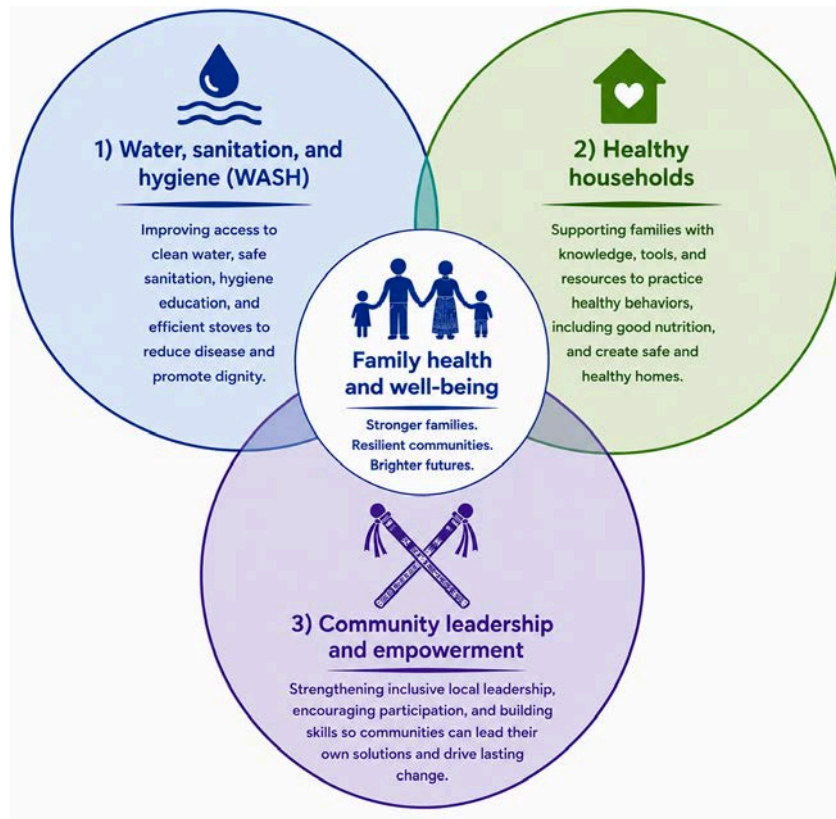 1) Water, sanitation, and
hygiene (WASH)
Improving access to
clean water, safe
sanitation, hygiene
education, and
efficient stoves to
reduce disease and
promote dignity.
2) Healthy
households
Supporting families with
knowledge, tools, and
resources to practice
healthy behaviors,
including good nutrition,
and create safe and
healthy homes.
Family health
and well-being
Stronger families.
Resilient communities.
Brighter futures.
3) Community leadership
and empowerment
Strengthening inclusive local leadership,
encouraging participation, and building
skills so communities can lead their
own solutions and drive lasting
change.